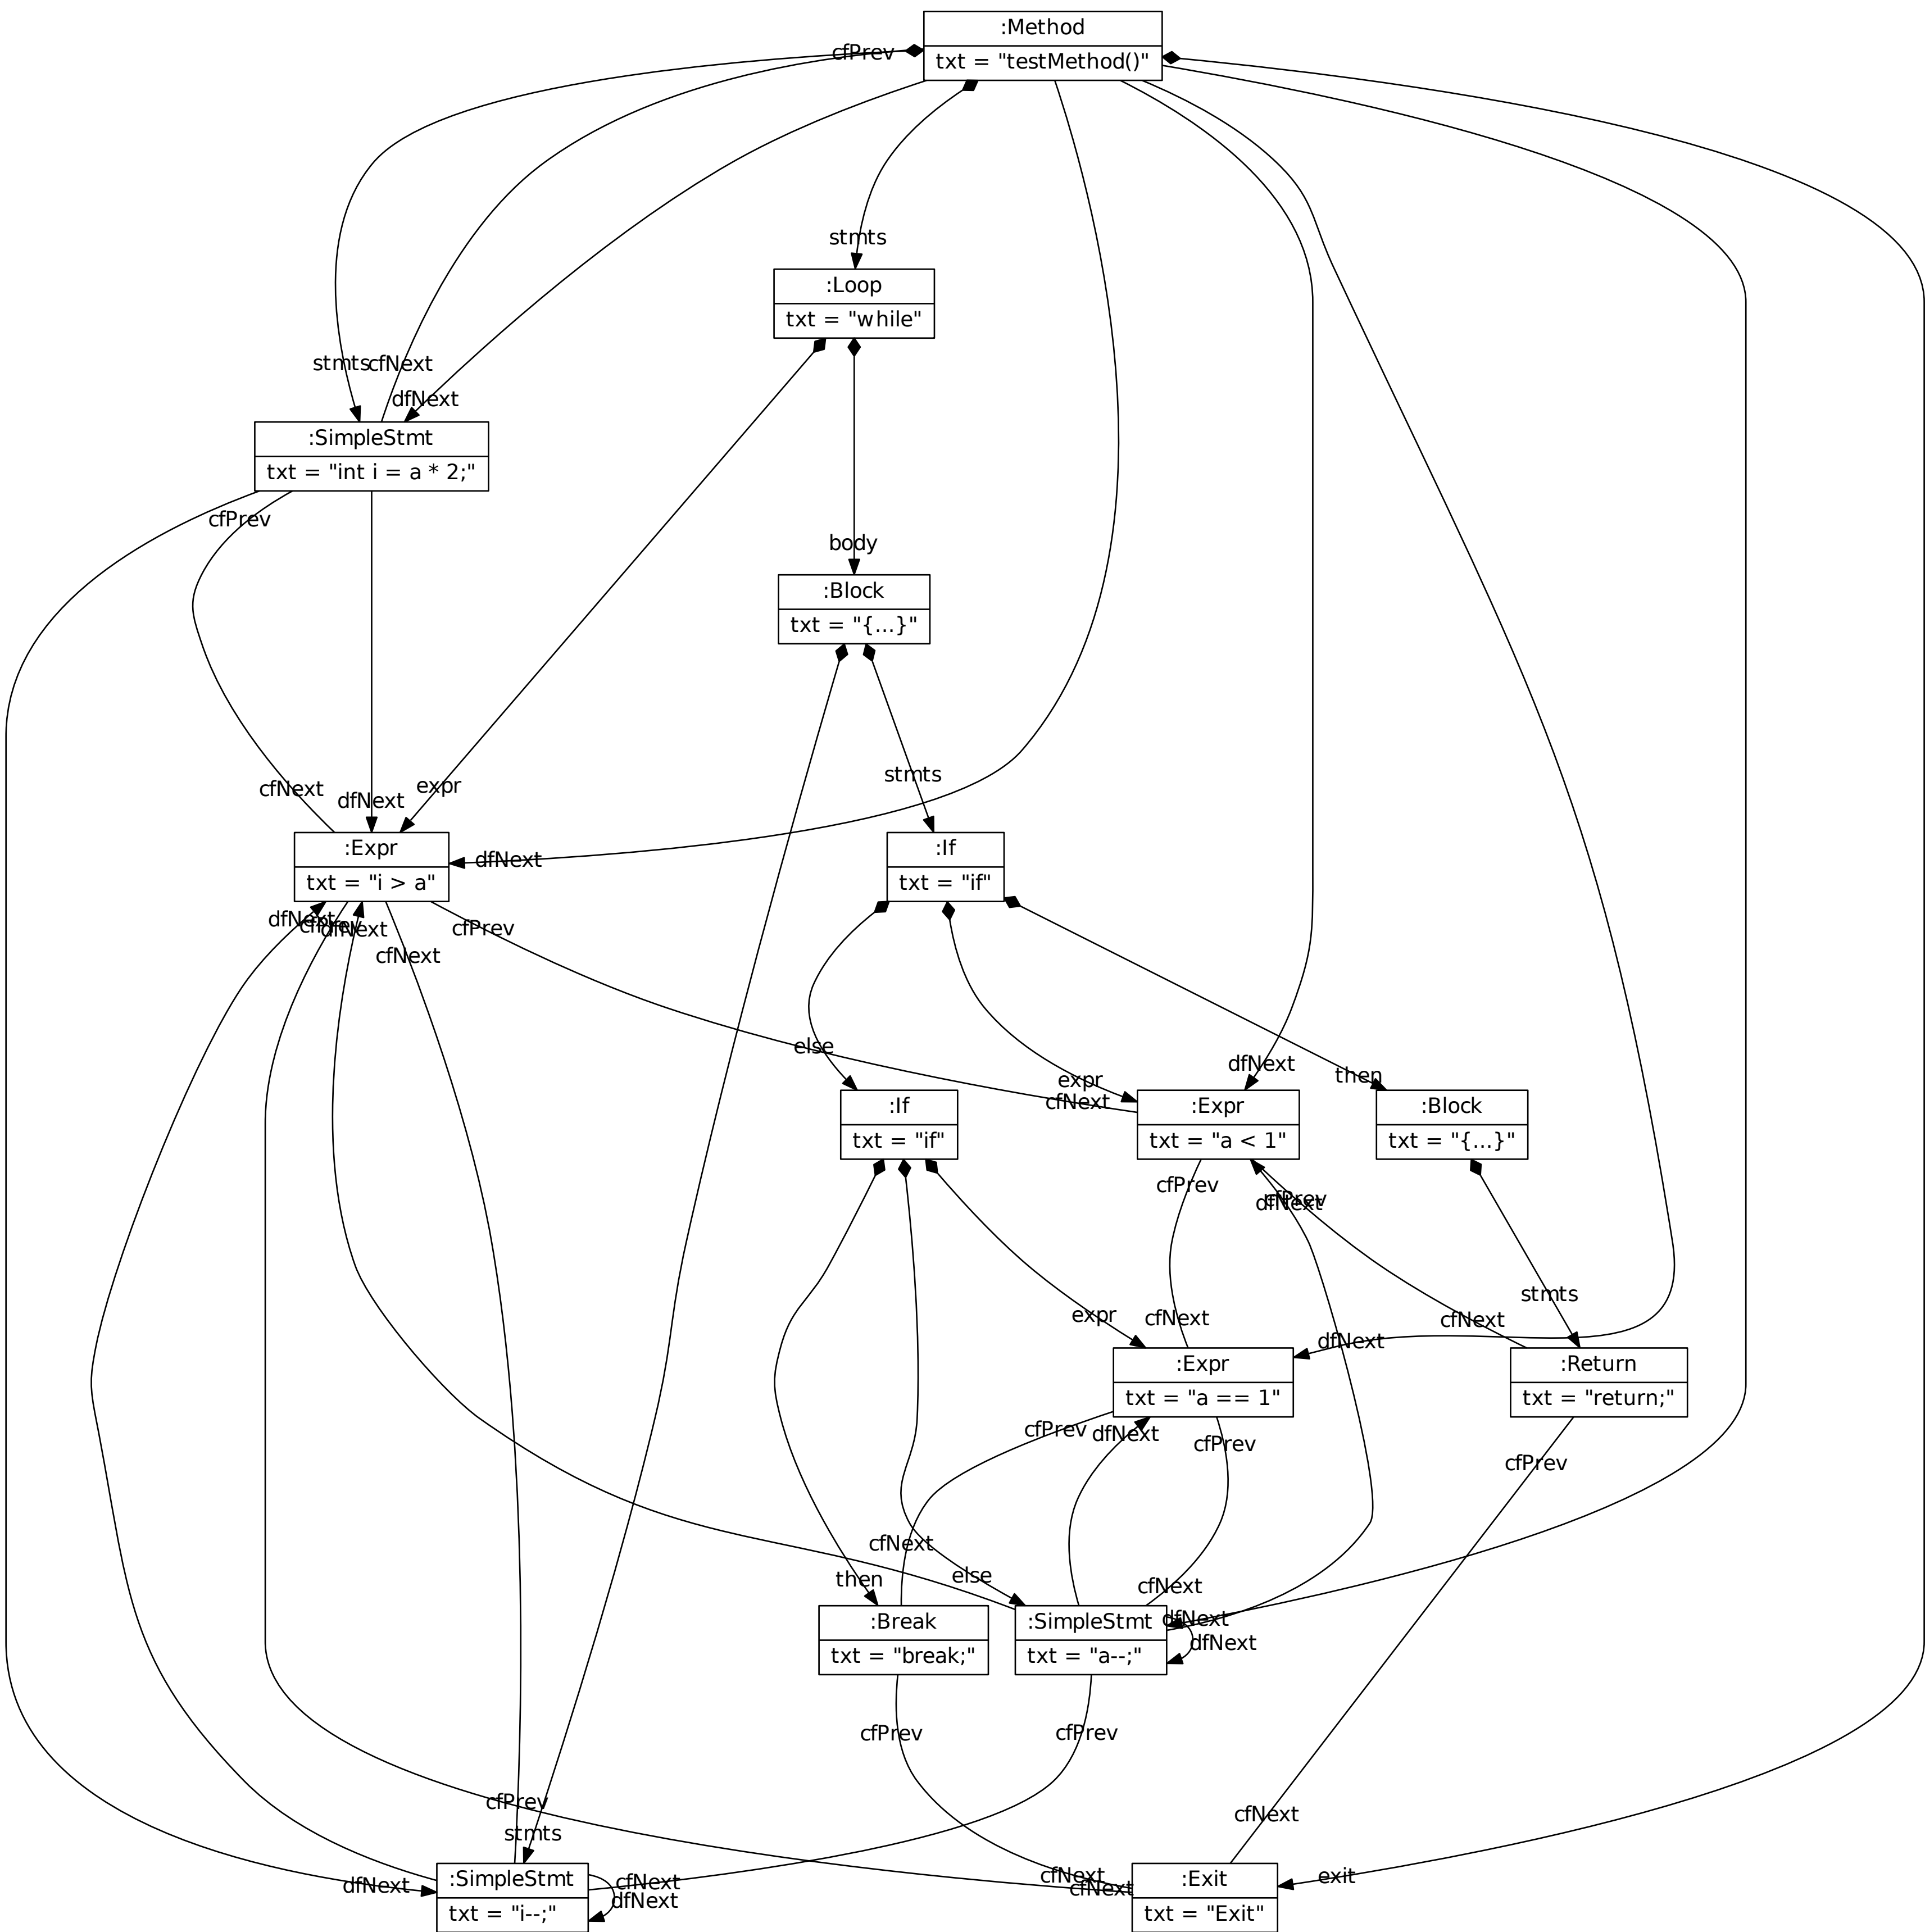 :Method
cfPrev
txt = "testMethod()"
stmts
:Loop
txt = "while"
stmts
cfNext
dfNext
:SimpleStmt
txt = "int i = a * 2;"
cfPrev
body
:Block
txt = "{...}"
stmts
cfNext
dfNext
expr
:Expr
txt = "i > a"
dfNext
:If
txt = "if"
dfNext
cfPrev
dfNext
cfNext
cfPrev
else
dfNext
then
expr
cfNext
:If
txt = "if"
:Expr
txt = "a < 1"
:Block
txt = "{...}"
cfPrev
cfPrev
dfNext
stmts
expr
cfNext
cfNext
dfNext
:Expr
txt = "a == 1"
:Return
txt = "return;"
cfPrev
dfNext
cfPrev
cfPrev
cfNext
then
else
cfNext
:Break
txt = "break;"
:SimpleStmt
txt = "a--;"
dfNext
dfNext
cfPrev
cfPrev
cfPrev
stmts
cfNext
:SimpleStmt
txt = "i--;"
dfNext
cfNext
dfNext
cfNext
cfNext
:Exit
txt = "Exit"
exit